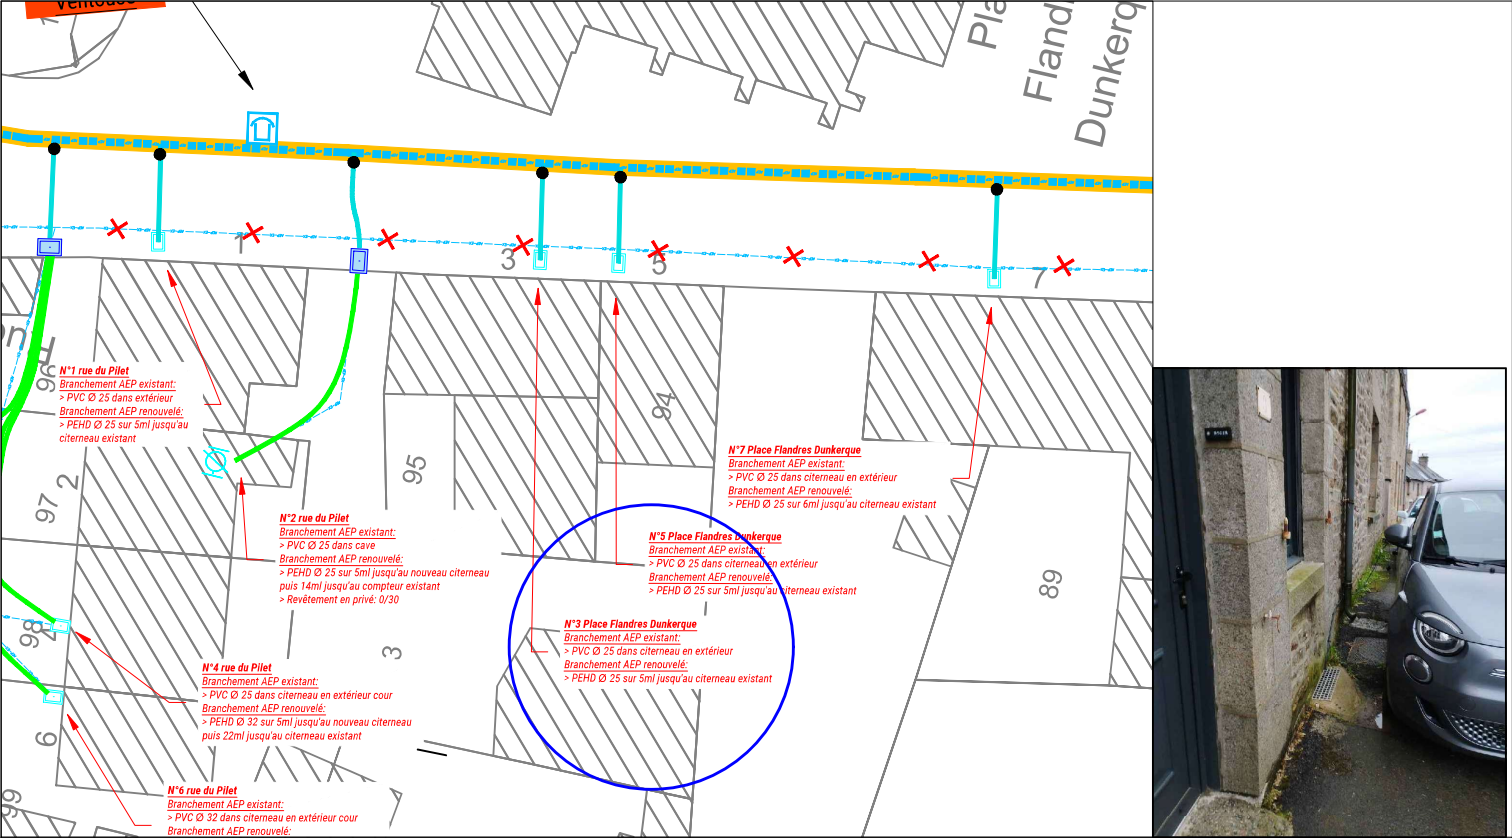 Ventouse
Flandres
Dunkerque
1
3
5
7
N°1 rue du Pilet
Branchement AEP existant:
> PVC Ø 25 dans extérieur
Branchement AEP renouvelé:
> PEHD Ø 25 sur 5ml jusqu'au
citerneau existant
96
94
95
97
2
N°7 Place Flandres Dunkerque
Branchement AEP existant:
> PVC Ø 25 dans citerneau en extérieur
Branchement AEP renouvelé:
> PEHD Ø 25 sur 6ml jusqu'au citerneau existant
N°2 rue du Pilet
Branchement AEP existant:
> PVC Ø 25 dans cave
Branchement AEP renouvelé:
> PEHD Ø 25 sur 5ml jusqu'au nouveau citerneau
puis 14ml jusqu'au compteur existant
> Revêtement en privé: 0/30
N°5 Place Flandres Dunkerque
Branchement AEP existant:
> PVC Ø 25 dans citerneau en extérieur
Branchement AEP renouvelé:
> PEHD Ø 25 sur 5ml jusqu'au citerneau existant
89
N°3 Place Flandres Dunkerque
Branchement AEP existant:
> PVC Ø 25 dans citerneau en extérieur
Branchement AEP renouvelé:
> PEHD Ø 25 sur 5ml jusqu'au citerneau existant
98
3
N°4 rue du Pilet
Branchement AEP existant:
> PVC Ø 25 dans citerneau en extérieur cour
Branchement AEP renouvelé:
> PEHD Ø 32 sur 5ml jusqu'au nouveau citerneau
puis 22ml jusqu'au citerneau existant
6
N°6 rue du Pilet
Branchement AEP existant:
> PVC Ø 32 dans citerneau en extérieur cour
Branchement AEP renouvelé:
99